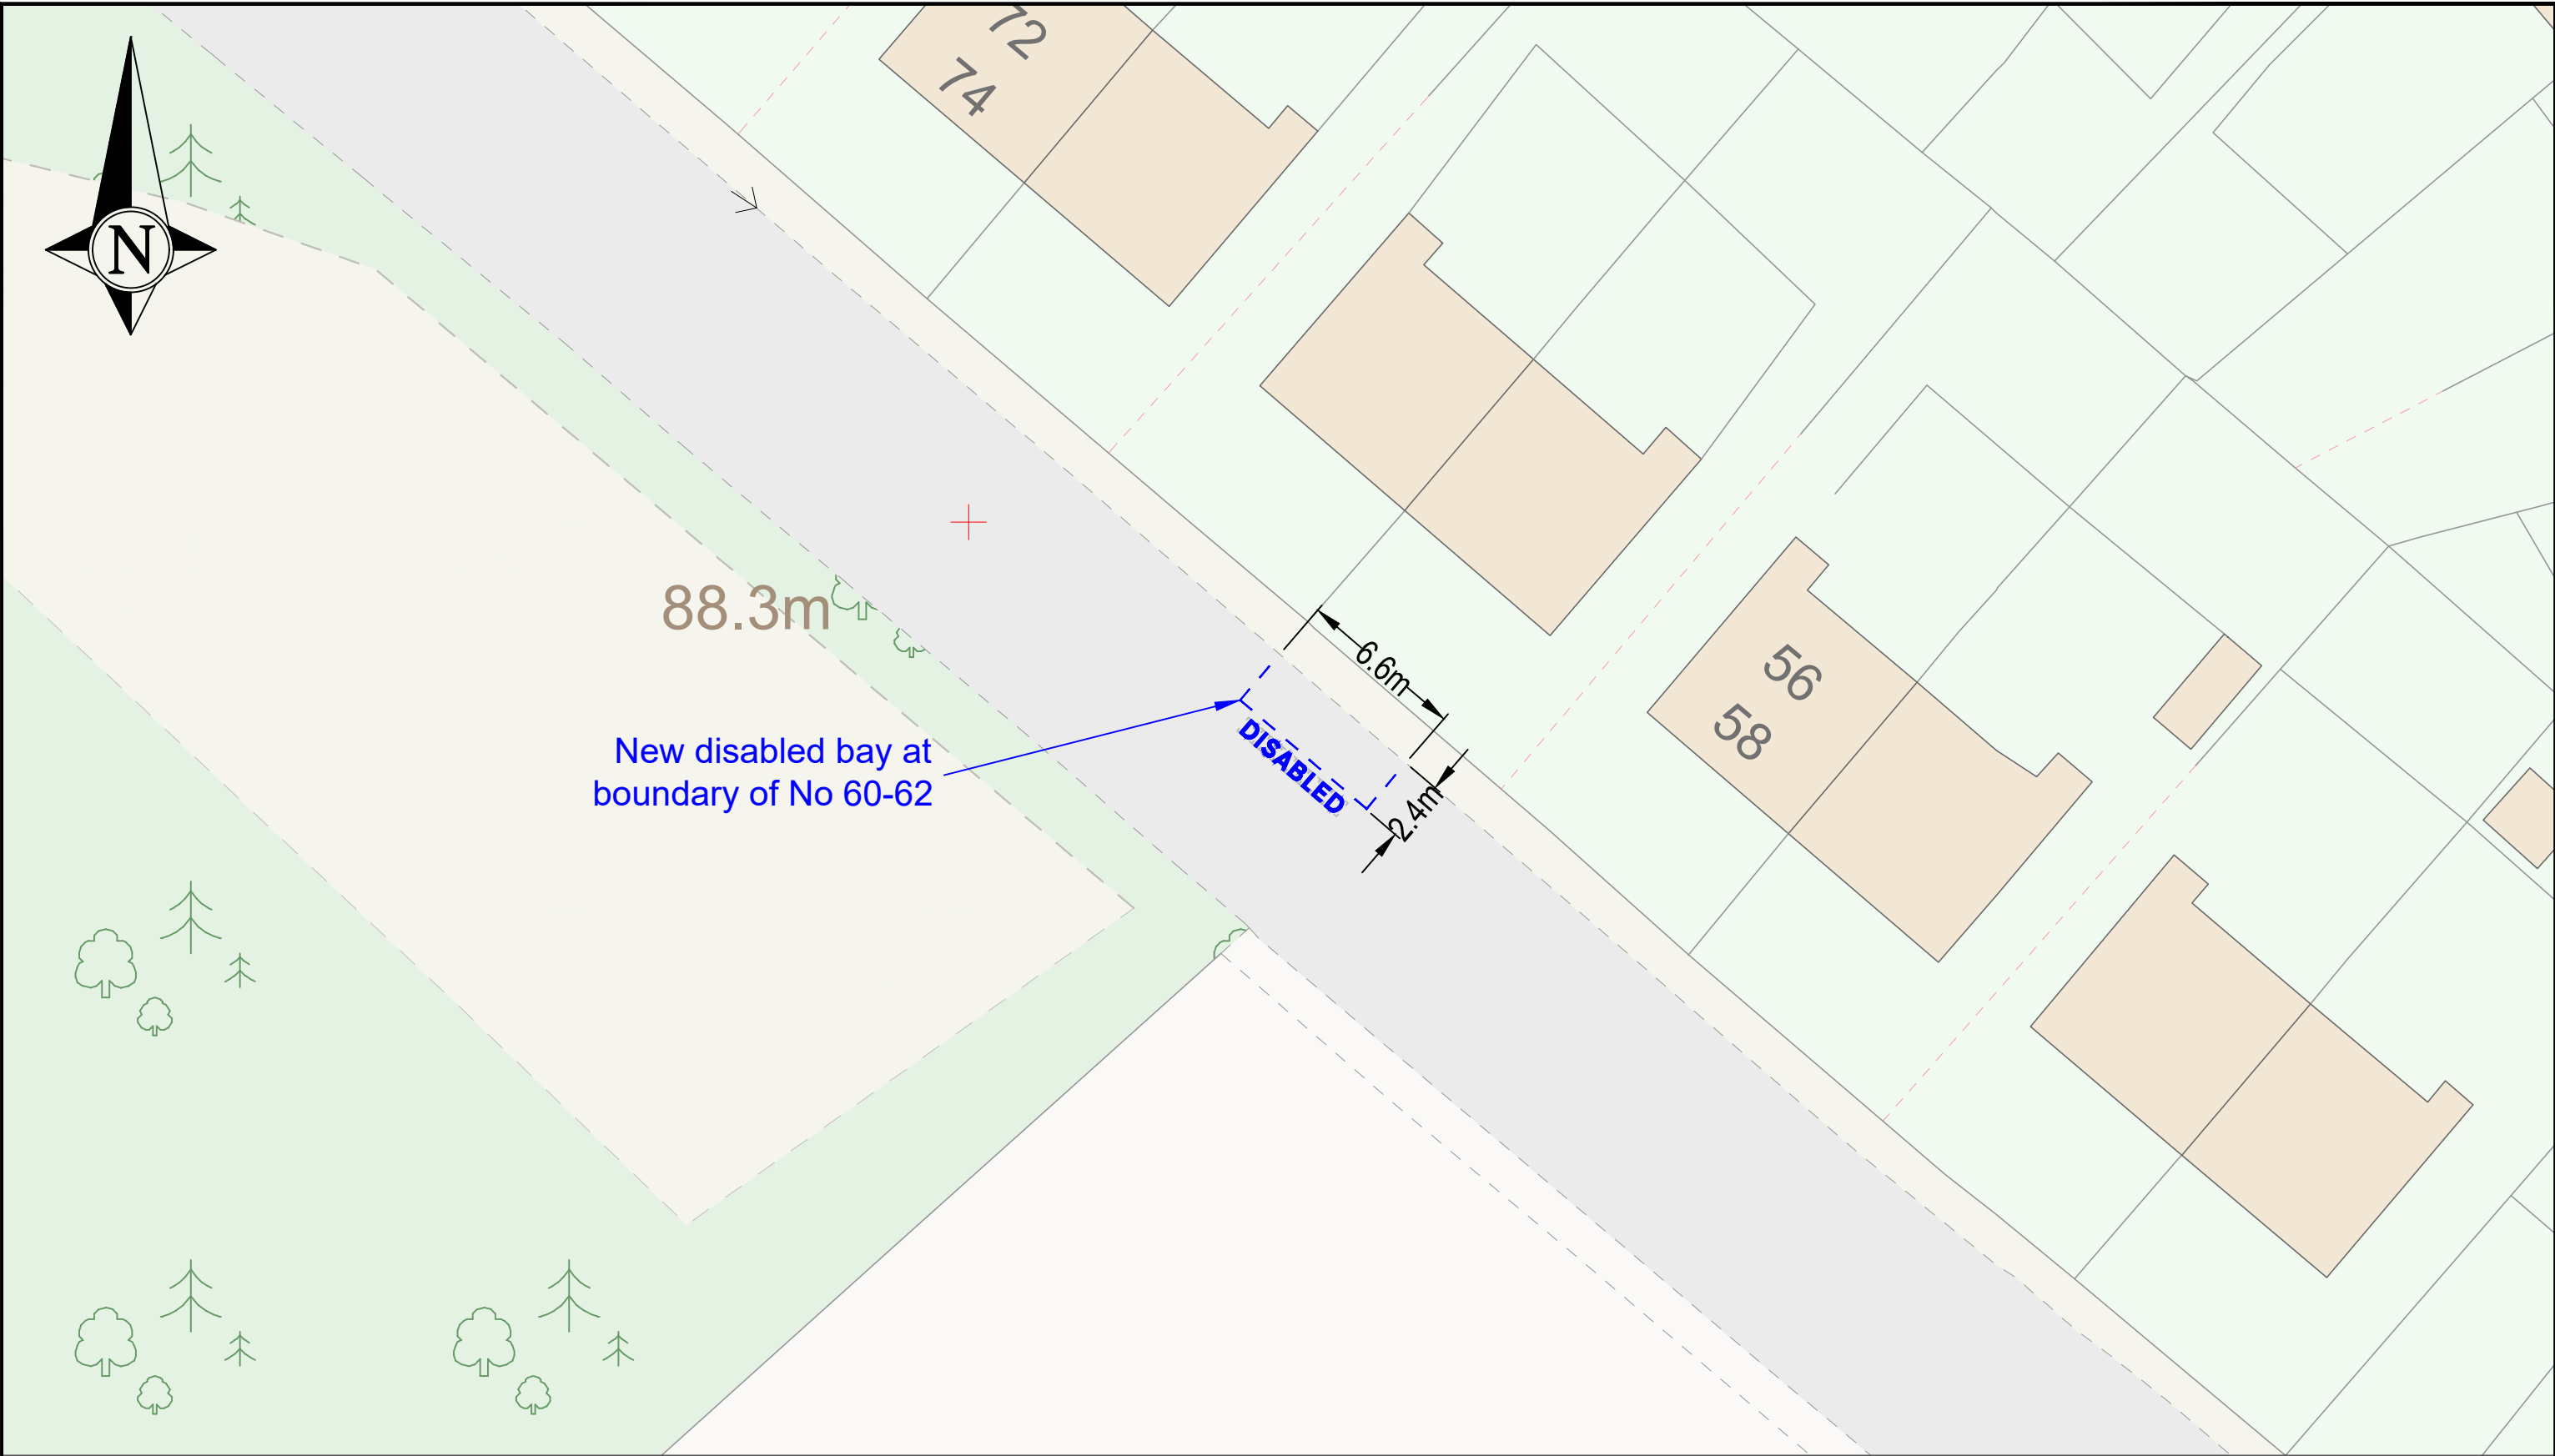 72
74
N
88.3m
6.6m
56
58
New disabled bay at
boundary of No 60-62
DISABLED
2.4m